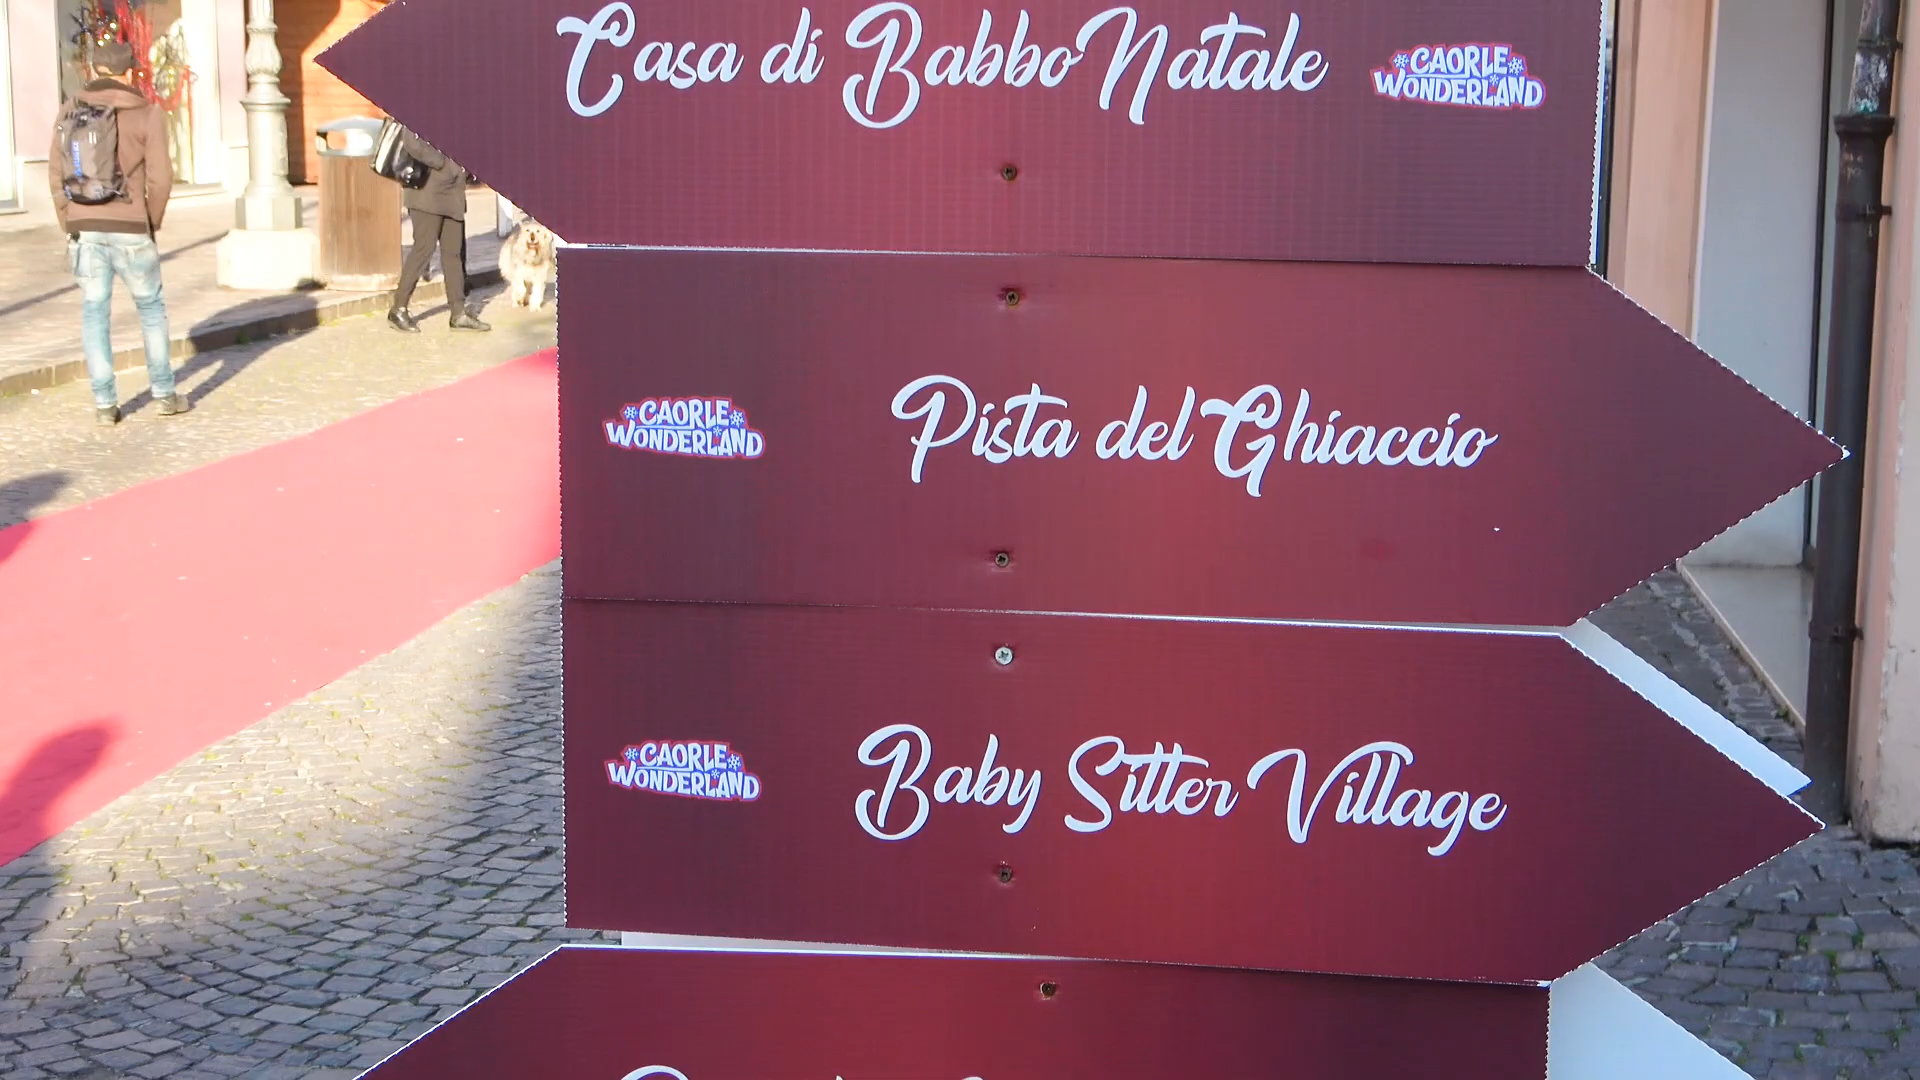 Casa di Babbo Natale
CAORLE
WONDERLAND
CAORLE
WONDERLAND
Pista del Ghiaccio
CAORLE
WONDERLAND
Baby Sitter Village